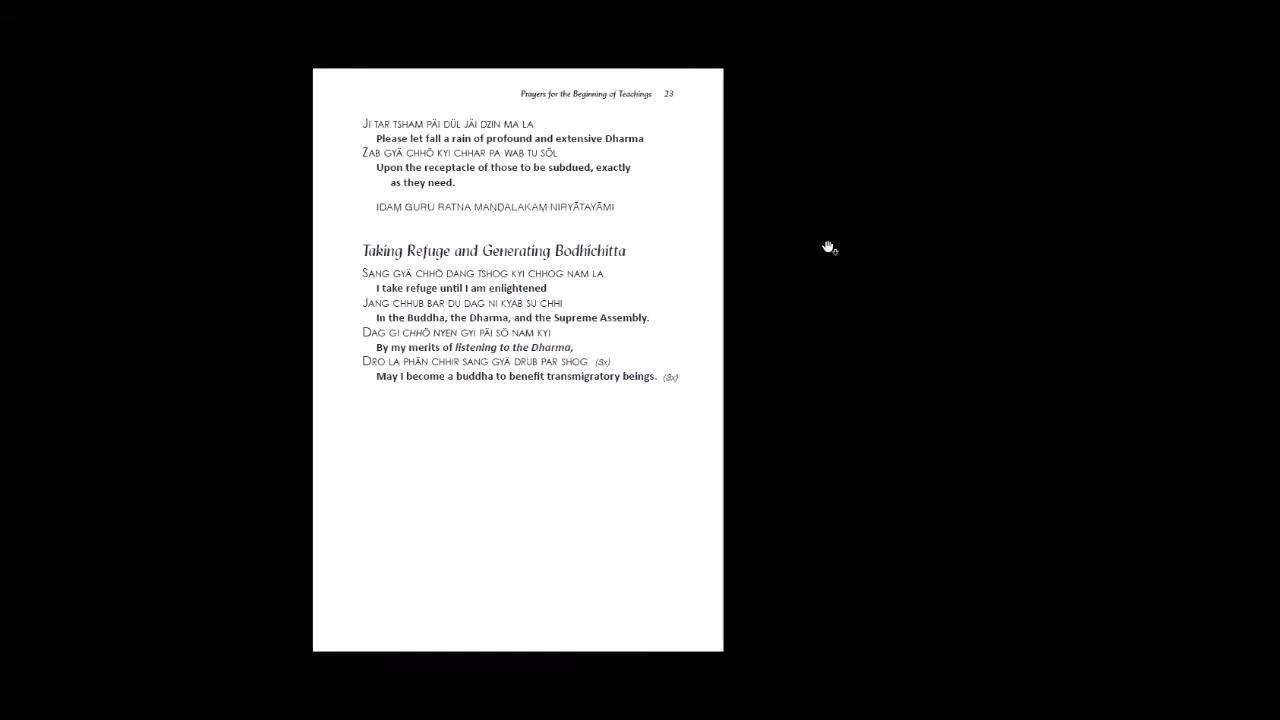 Prayers for the Beginning of Teachings 23
JI TAR TSHAM PÄI DÜL JÄI DZIN MA LA
Please let fall a rain of profound and extensive Dharma
ZAB GYÄ CHHÖ KYI CHHAR PA WAB TU SÖL
Upon the receptacle of those to be subdued, exactly
as they need.
IDAṂ GURU RATNA MAṆḌALAKAṂ NIRYĀTAYĀMI
Taking Refuge and Generating Bodhichitta
SANG GYÄ CHHÖ DANG TSHOG KYI CHHOG NAM LA
I take refuge until I am enlightened
JANG CHHUB BAR DU DAG NI KYAB SU CHHI
In the Buddha, the Dharma, and the Supreme Assembly.
DAG GI CHHÖ NYEN GYI PÄI SÖ NAM KYI
By my merits of listening to the Dharma,
DRO LA PHÄN CHHIR SANG GYÄ DRUB PAR SHOG (3x)
May I become a buddha to benefit transmigratory beings. (3x)